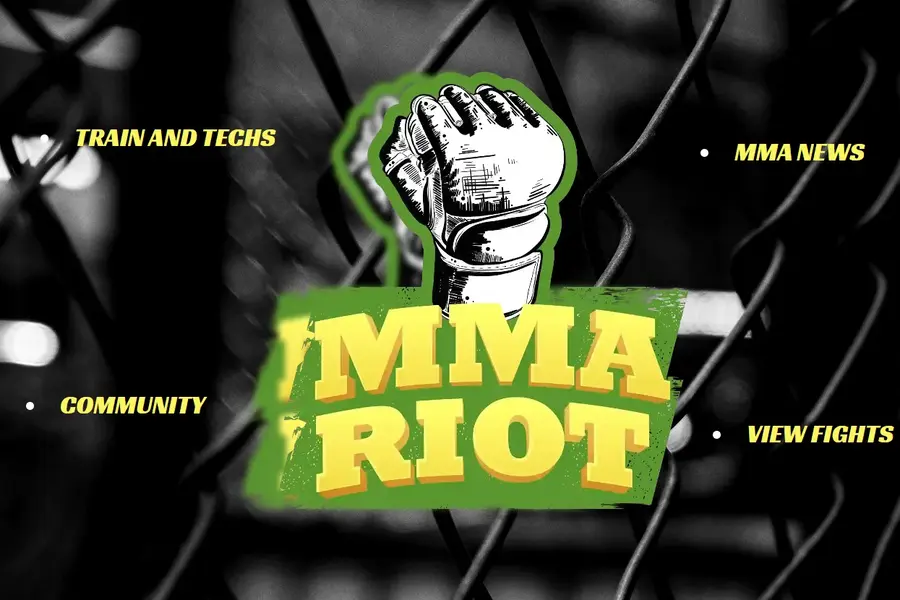 TRAIN AND TECHS
MMA NEWS
MMA
RIOT
COMMUNITY
VIEW FIGHTS